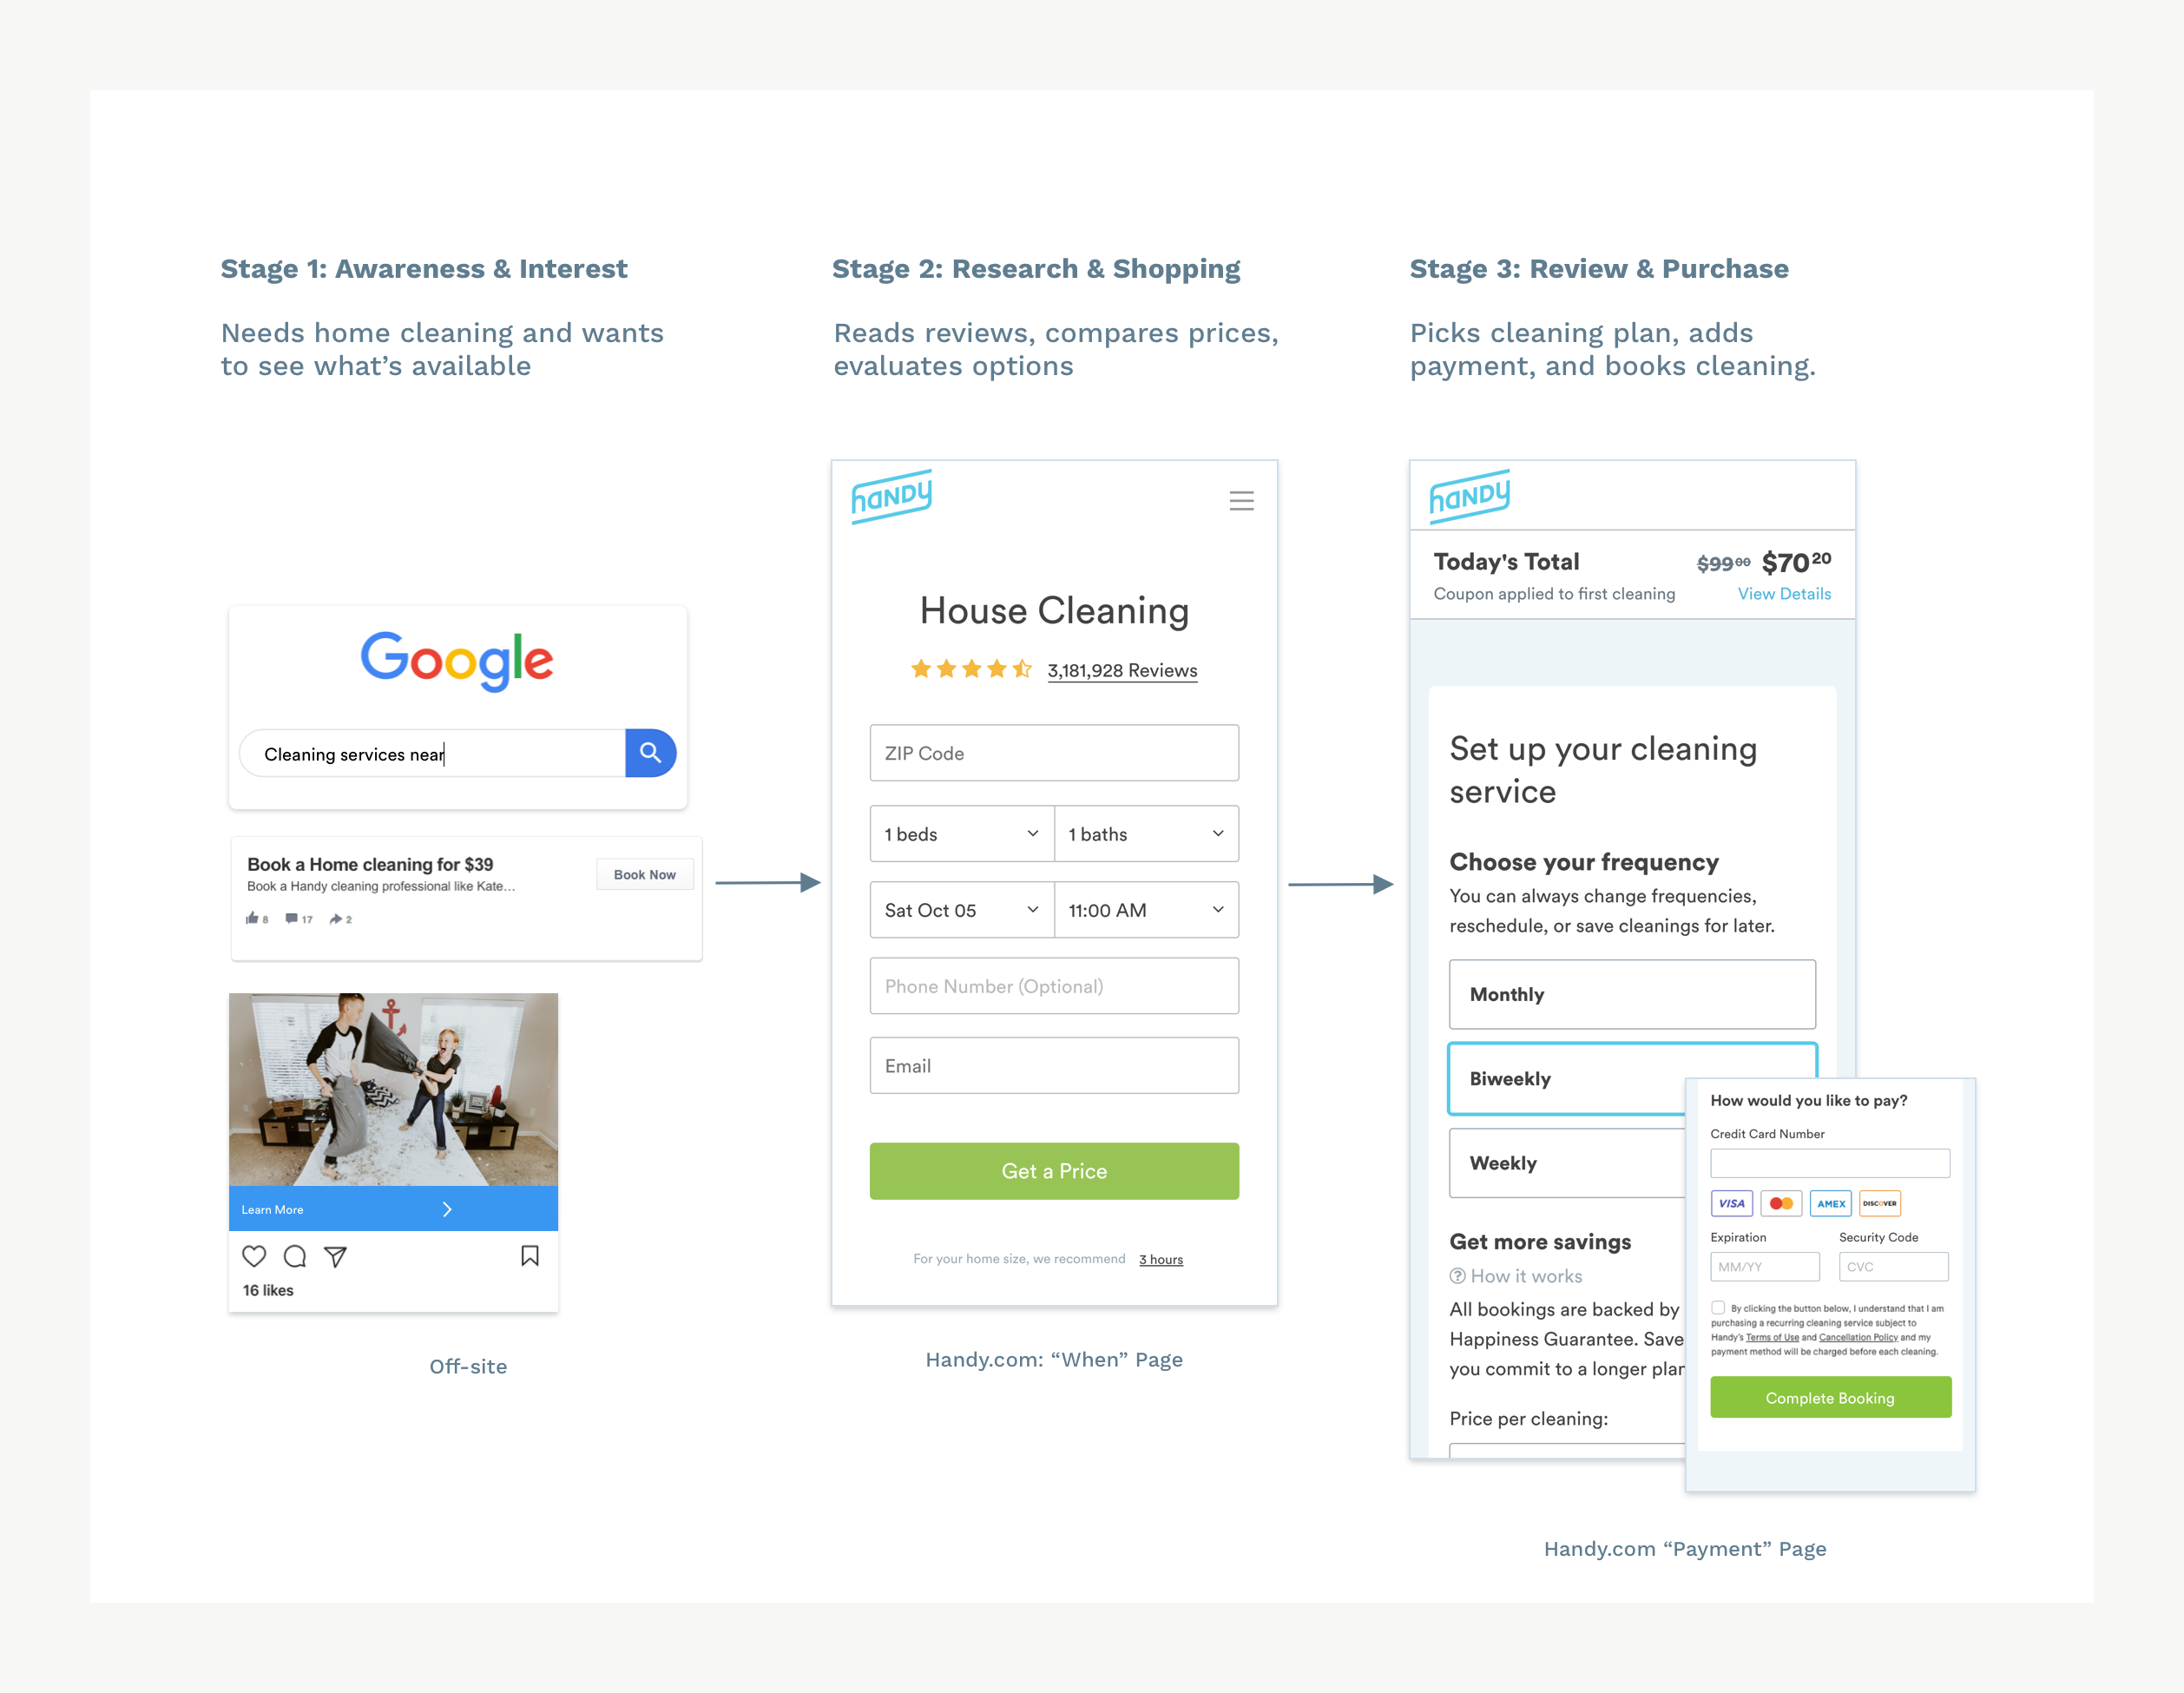 Stage 1: Awareness & Interest
Needs home cleaning and wants
to see what’s available
Google
Cleaning services near
Book a Home cleaning for $39
Book a Handy cleaning professional like Kate...
Book Now
8 17 2
Learn More
16 likes
Off-site
Stage 2: Research & Shopping
Reads reviews, compares prices,
evaluates options
haNDY
House Cleaning
3,181,928 Reviews
ZIP Code
1 beds 1 baths
Sat Oct 05 11:00 AM
Phone Number (Optional)
Email
Get a Price
For your home size, we recommend 3 hours
Handy.com: “When” Page
Stage 3: Review & Purchase
Picks cleaning plan, adds
payment, and books cleaning.
haNDY
Today's Total $9900 $7020
Coupon applied to first cleaning View Details
Set up your cleaning
service
Choose your frequency
You can always change frequencies,
reschedule, or save cleanings for later.
Monthly
Biweekly
Weekly
Get more savings
? How it works
All bookings are backed by
Happiness Guarantee. Save
you commit to a longer plan
Price per cleaning:
How would you like to pay?
Credit Card Number
VISA AMEX DISCOVER
Expiration Security Code
MM/YY CVC
By clicking the button below, I understand that I am
purchasing a recurring cleaning service subject to
Handy's Terms of Use and Cancellation Policy and my
payment method will be charged before each cleaning.
Complete Booking
Handy.com “Payment” Page